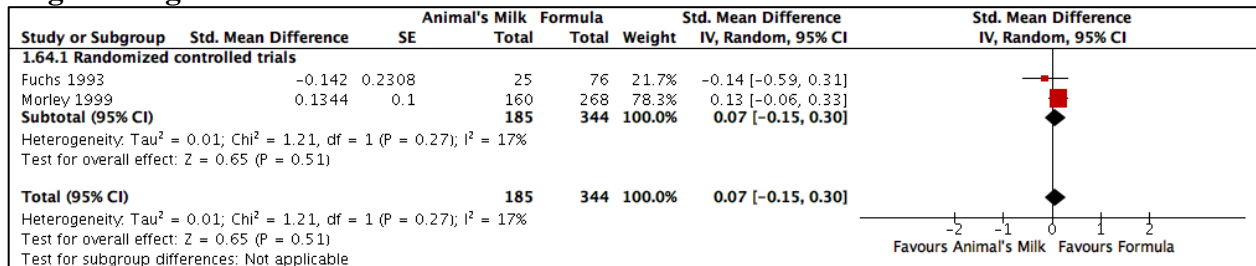 Animal's Milk Formula Std. Mean Difference Std. Mean Difference
Study or Subgroup Std. Mean Difference SE Total Total Weight IV, Random, 95% CI IV, Random, 95% CI
1.64.1 Randomized controlled trials
Fuchs 1993 -0.142 0.2308 25 76 21.7% -0.14 [-0.59, 0.31]
Morley 1999 0.1344 0.1 160 268 78.3% 0.13 [-0.06, 0.33]
Subtotal (95% CI) 185 344 100.0% 0.07 [-0.15, 0.30]
Heterogeneity: Tau² = 0.01; Chi² = 1.21, df = 1 (P = 0.27); I² = 17%
Test for overall effect: Z = 0.65 (P = 0.51)
Total (95% CI) 185 344 100.0% 0.07 [-0.15, 0.30]
Heterogeneity: Tau² = 0.01; Chi² = 1.21, df = 1 (P = 0.27); I² = 17%
Test for overall effect: Z = 0.65 (P = 0.51)
Test for subgroup differences: Not applicable
-2 -1 0 1 2
Favours Animal's Milk Favours Formula